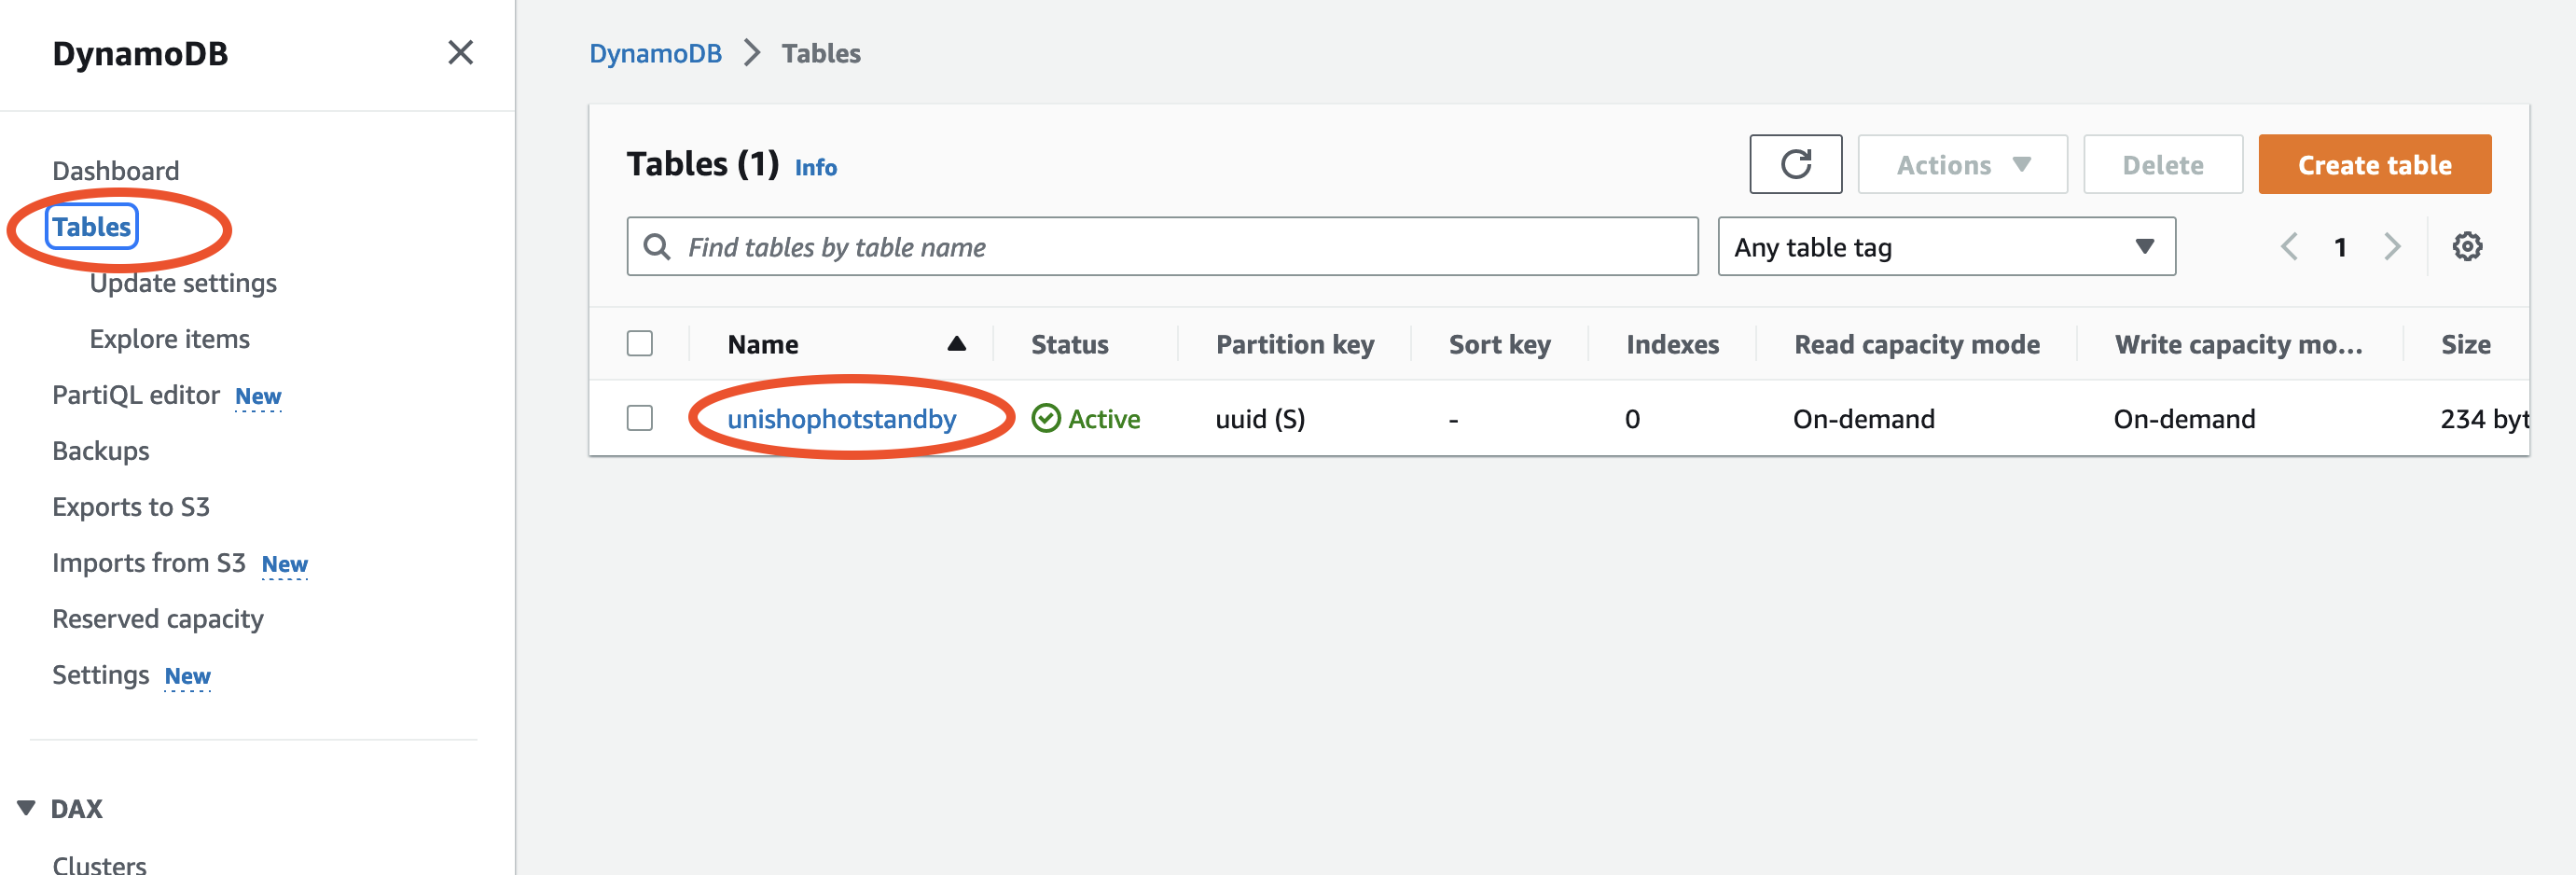 DynamoDB
Dashboard
Tables
Update settings
Explore items
PartiQL editor New
Backups
Exports to S3
Imports from S3 New
Reserved capacity
Settings New
DAX
Clusters
DynamoDB Tables
Tables (1) Info
Actions Delete Create table
Find tables by table name Any table tag 1
Name Status Partition key Sort key Indexes Read capacity mode Write capacity mo... Size
unishophotstandby Active uuid (S) - 0 On-demand On-demand 234 byt